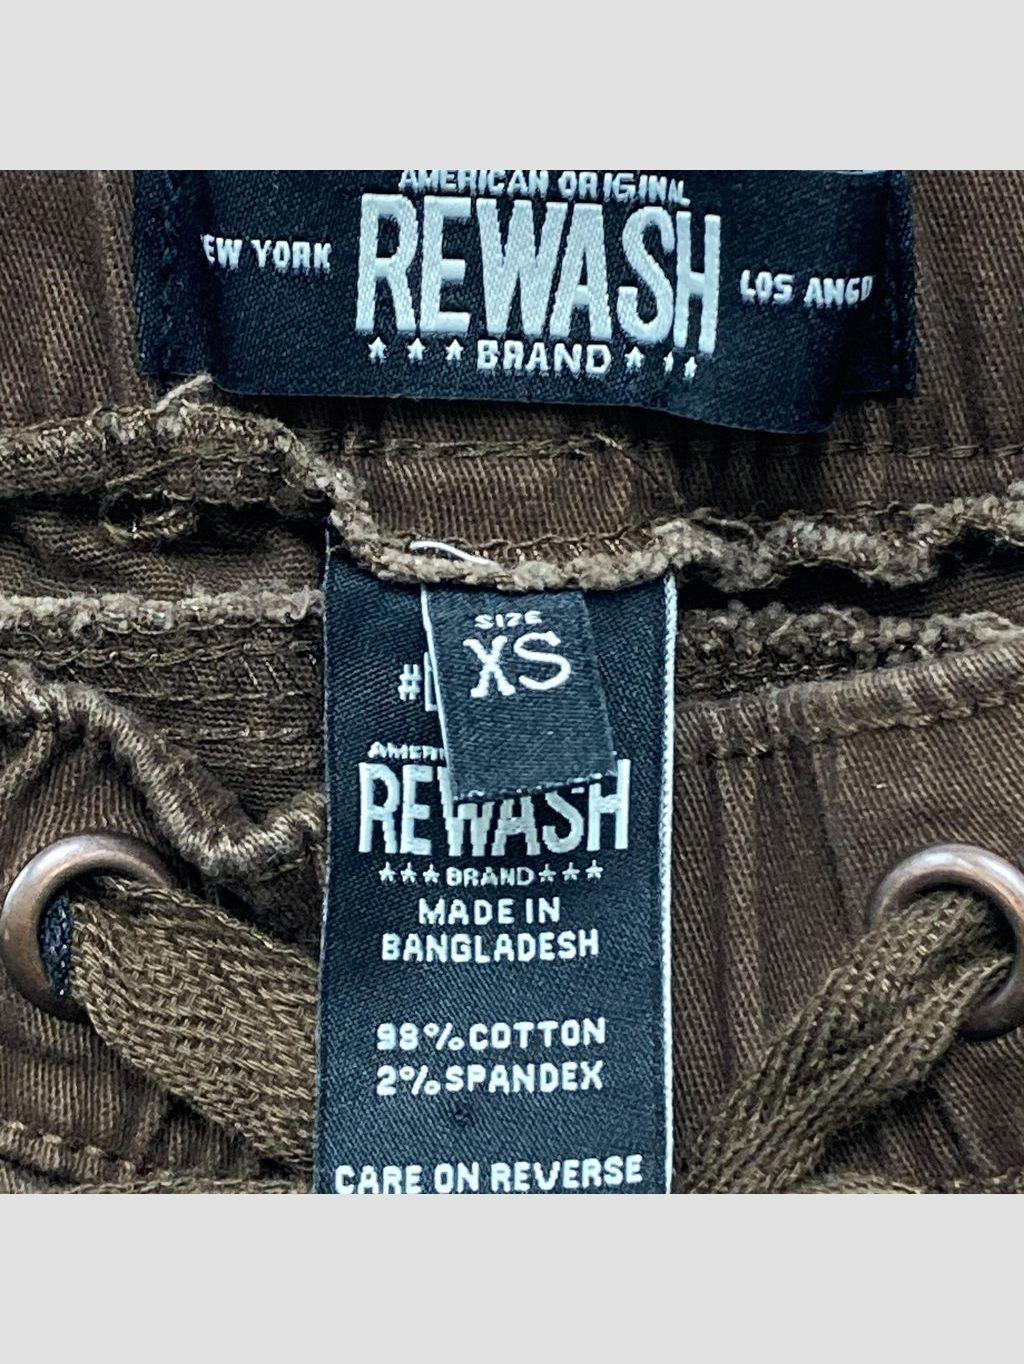 AMERICAN ORIGINAL
REWASH
EW YORK
LOS ANG
★ ★ ★ BRAND ★ ★ ★
SIZE
XS
#
AMERI
REWASH
★★★BRAND★★★
MADE IN
BANGLADESH
98% COTTON
2% SPANDEX
CARE ON REVERSE